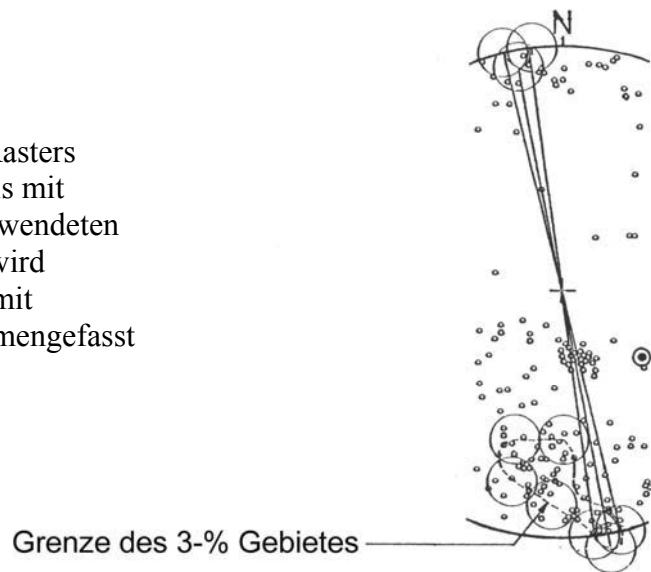 N
asters
s mit
wendeten
wird
mit
mengefasst
Grenze des 3-% Gebietes